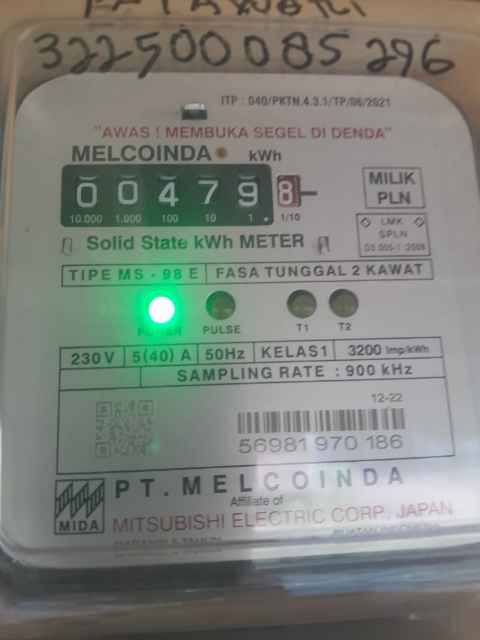 322500085296
ITP : 040/PKTN.4.3.1/TP/06/2021
"AWAS ! MEMBUKA SEGEL DI DENDA"
MELCOINDA kWh
0 0 4 7 9 8
10.000 1.000 100 10 1 1/10
MILIK
PLN
LMK
SPLN
Solid State kWh METER
TIPE MS - 98 E FASA TUNGGAL 2 KAWAT
PULSE T1 T2
230 V 5(40) A 50Hz KELAS1 3200 Imp/kWh
SAMPLING RATE : 900 kHz
12-22
56981 970 186
MIDA
PT. MELCOINDA
Affiliate of
MITSUBISHI ELECTRIC CORP., JAPAN